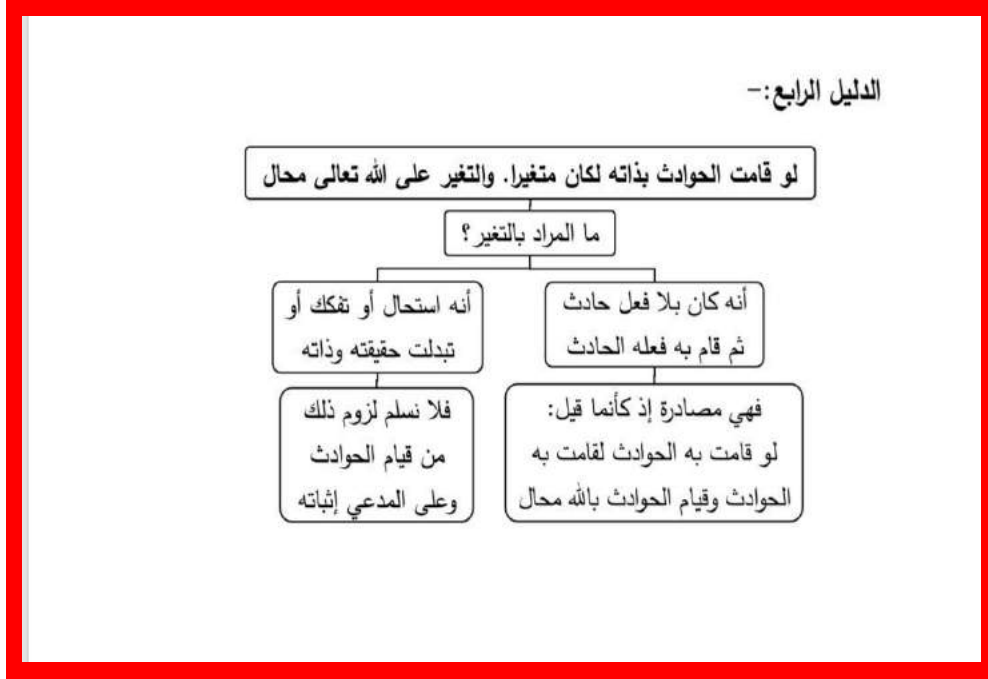 الدليل الرابع:-
لو قامت الحوادث بذاته لكان متغيرا. والتغير على الله تعالى محال
ما المراد بالتغير؟
أنه كان بلا فعل حادث
ثم قام به فعله الحادث
فهي مصادرة إذ كأنما قيل:
لو قامت به الحوادث لقامت به
الحوادث وقيام الحوادث بالله محال
أنه استحال أو تفكك أو
تبدلت حقيقته وذاته
فلا نسلم لزوم ذلك
من قيام الحوادث
وعلى المدعي إثباته